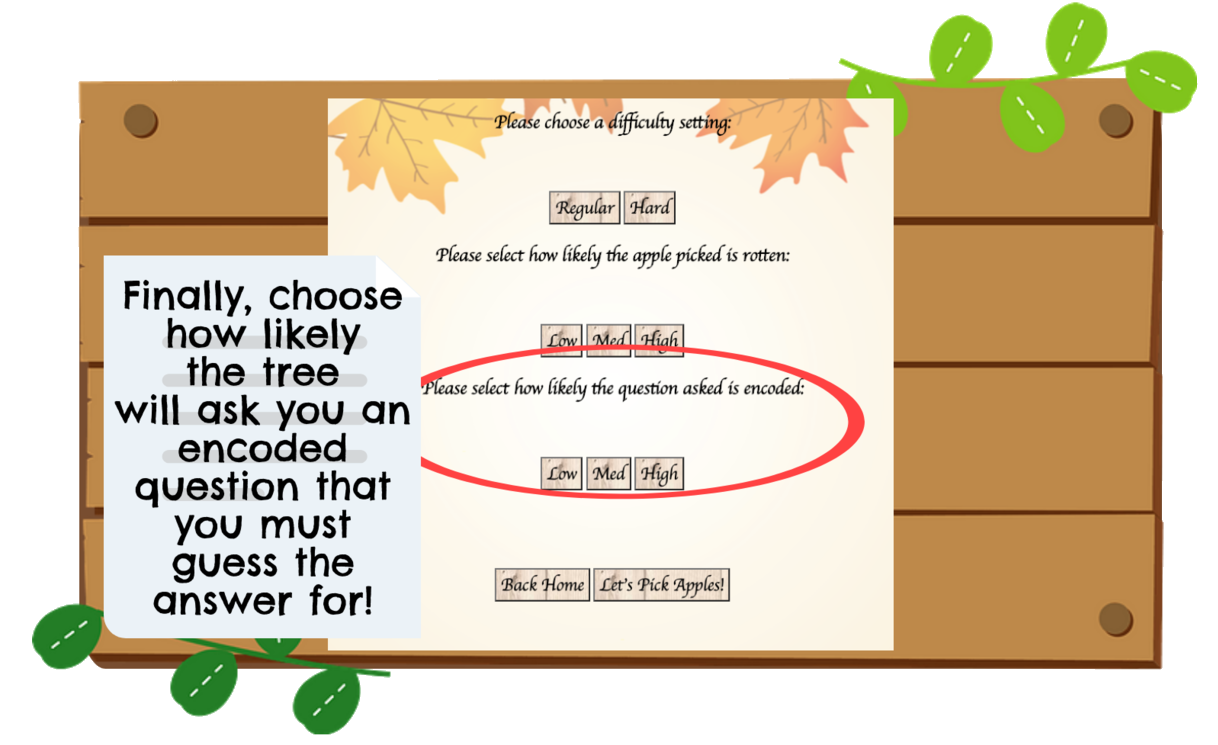 Please choose a difficulty setting:
Regular Hard
Please select how likely the apple picked is rotten:
Low Med High
Please select how likely the question asked is encoded:
Low Med High
Back Home Let's Pick Apples!
Finally, choose
how likely
the tree
will ask you an
encoded
question that
you must
guess the
answer for!